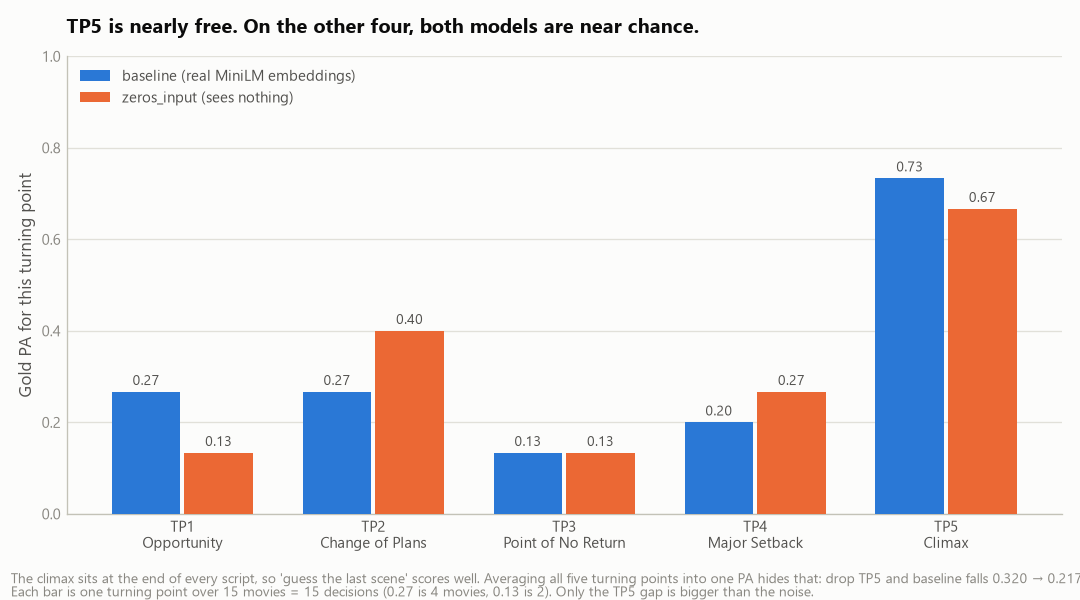 TP5 is nearly free. On the other four, both models are near chance.
1.0
baseline (real MiniLM embeddings)
zeros_input (sees nothing)
0.8
0.6
0.4
0.2
0.0
Gold PA for this turning point
0.27
0.13
0.27
0.40
0.13
0.13
0.20
0.27
0.73
0.67
TP1
Opportunity
TP2
Change of Plans
TP3
Point of No Return
TP4
Major Setback
TP5
Climax
The climax sits at the end of every script, so 'guess the last scene' scores well. Averaging all five turning points into one PA hides that: drop TP5 and baseline falls 0.320 → 0.217
Each bar is one turning point over 15 movies = 15 decisions (0.27 is 4 movies, 0.13 is 2). Only the TP5 gap is bigger than the noise.